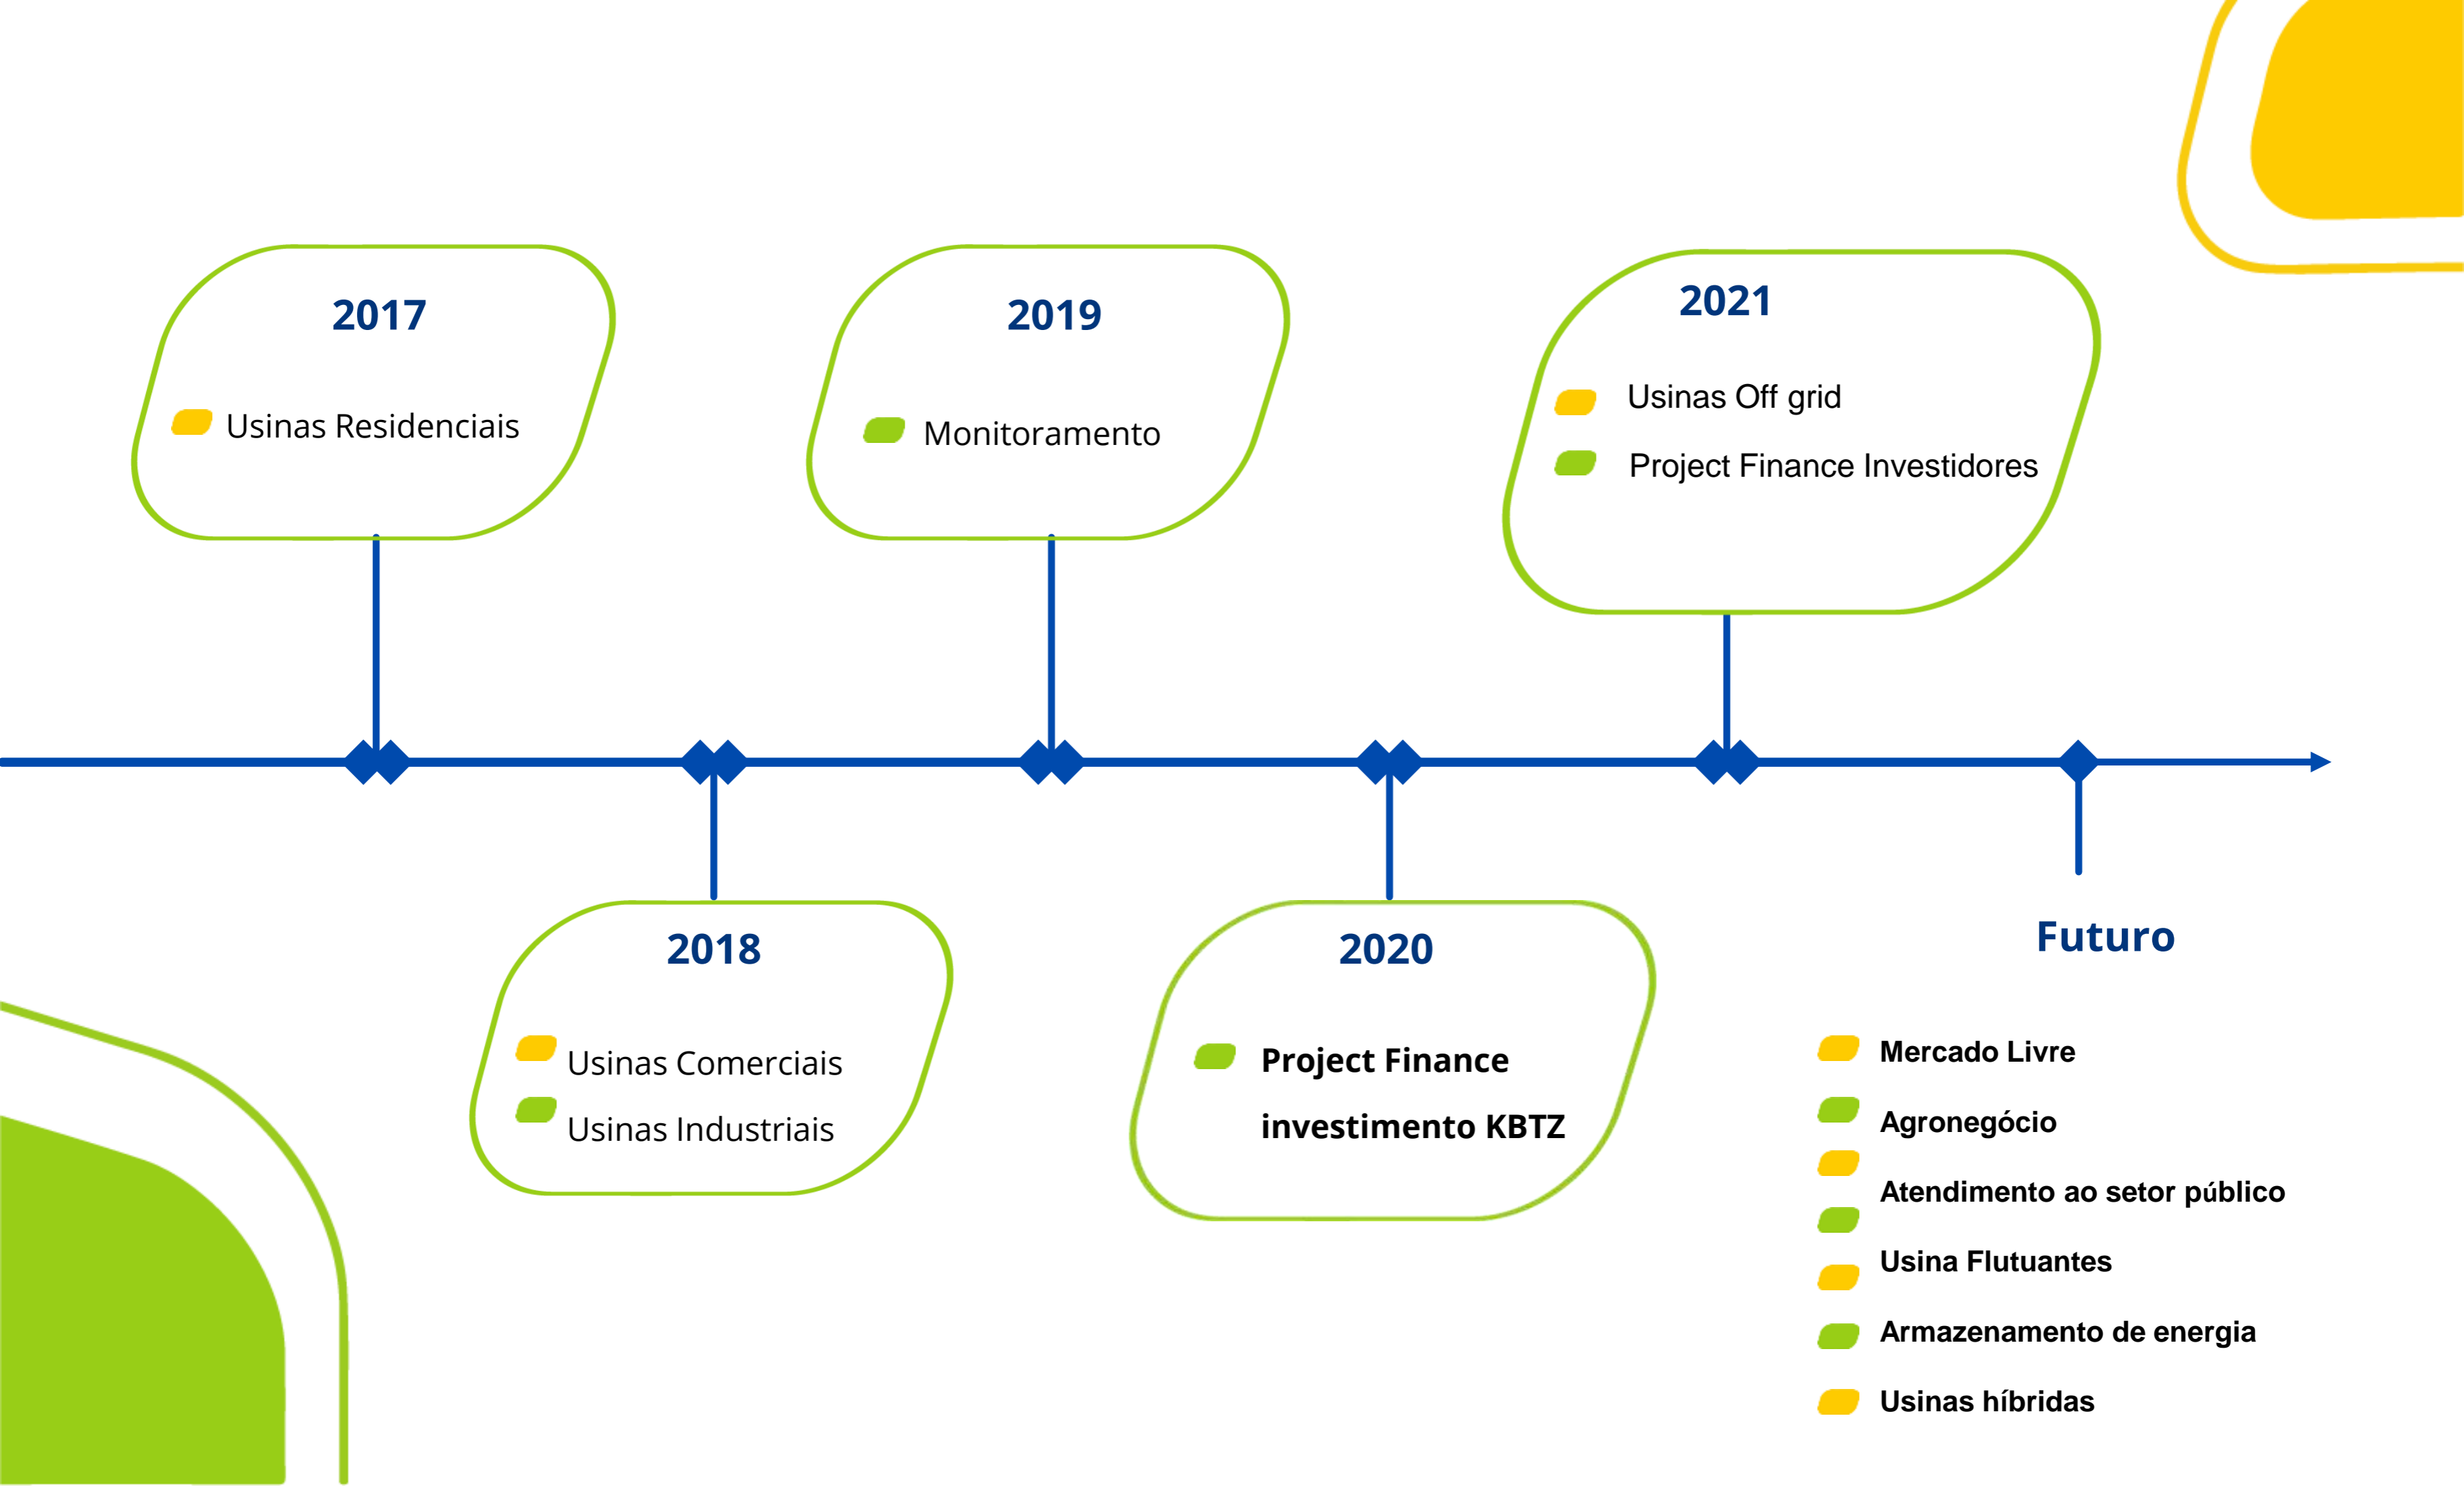 2017
Usinas Residenciais
2019
Monitoramento
2021
Usinas Off grid
Project Finance Investidores
2018
Usinas Comerciais
Usinas Industriais
2020
Project Finance
investimento KBTZ
Futuro
Mercado Livre
Agronegócio
Atendimento ao setor público
Usina Flutuantes
Armazenamento de energia
Usinas híbridas